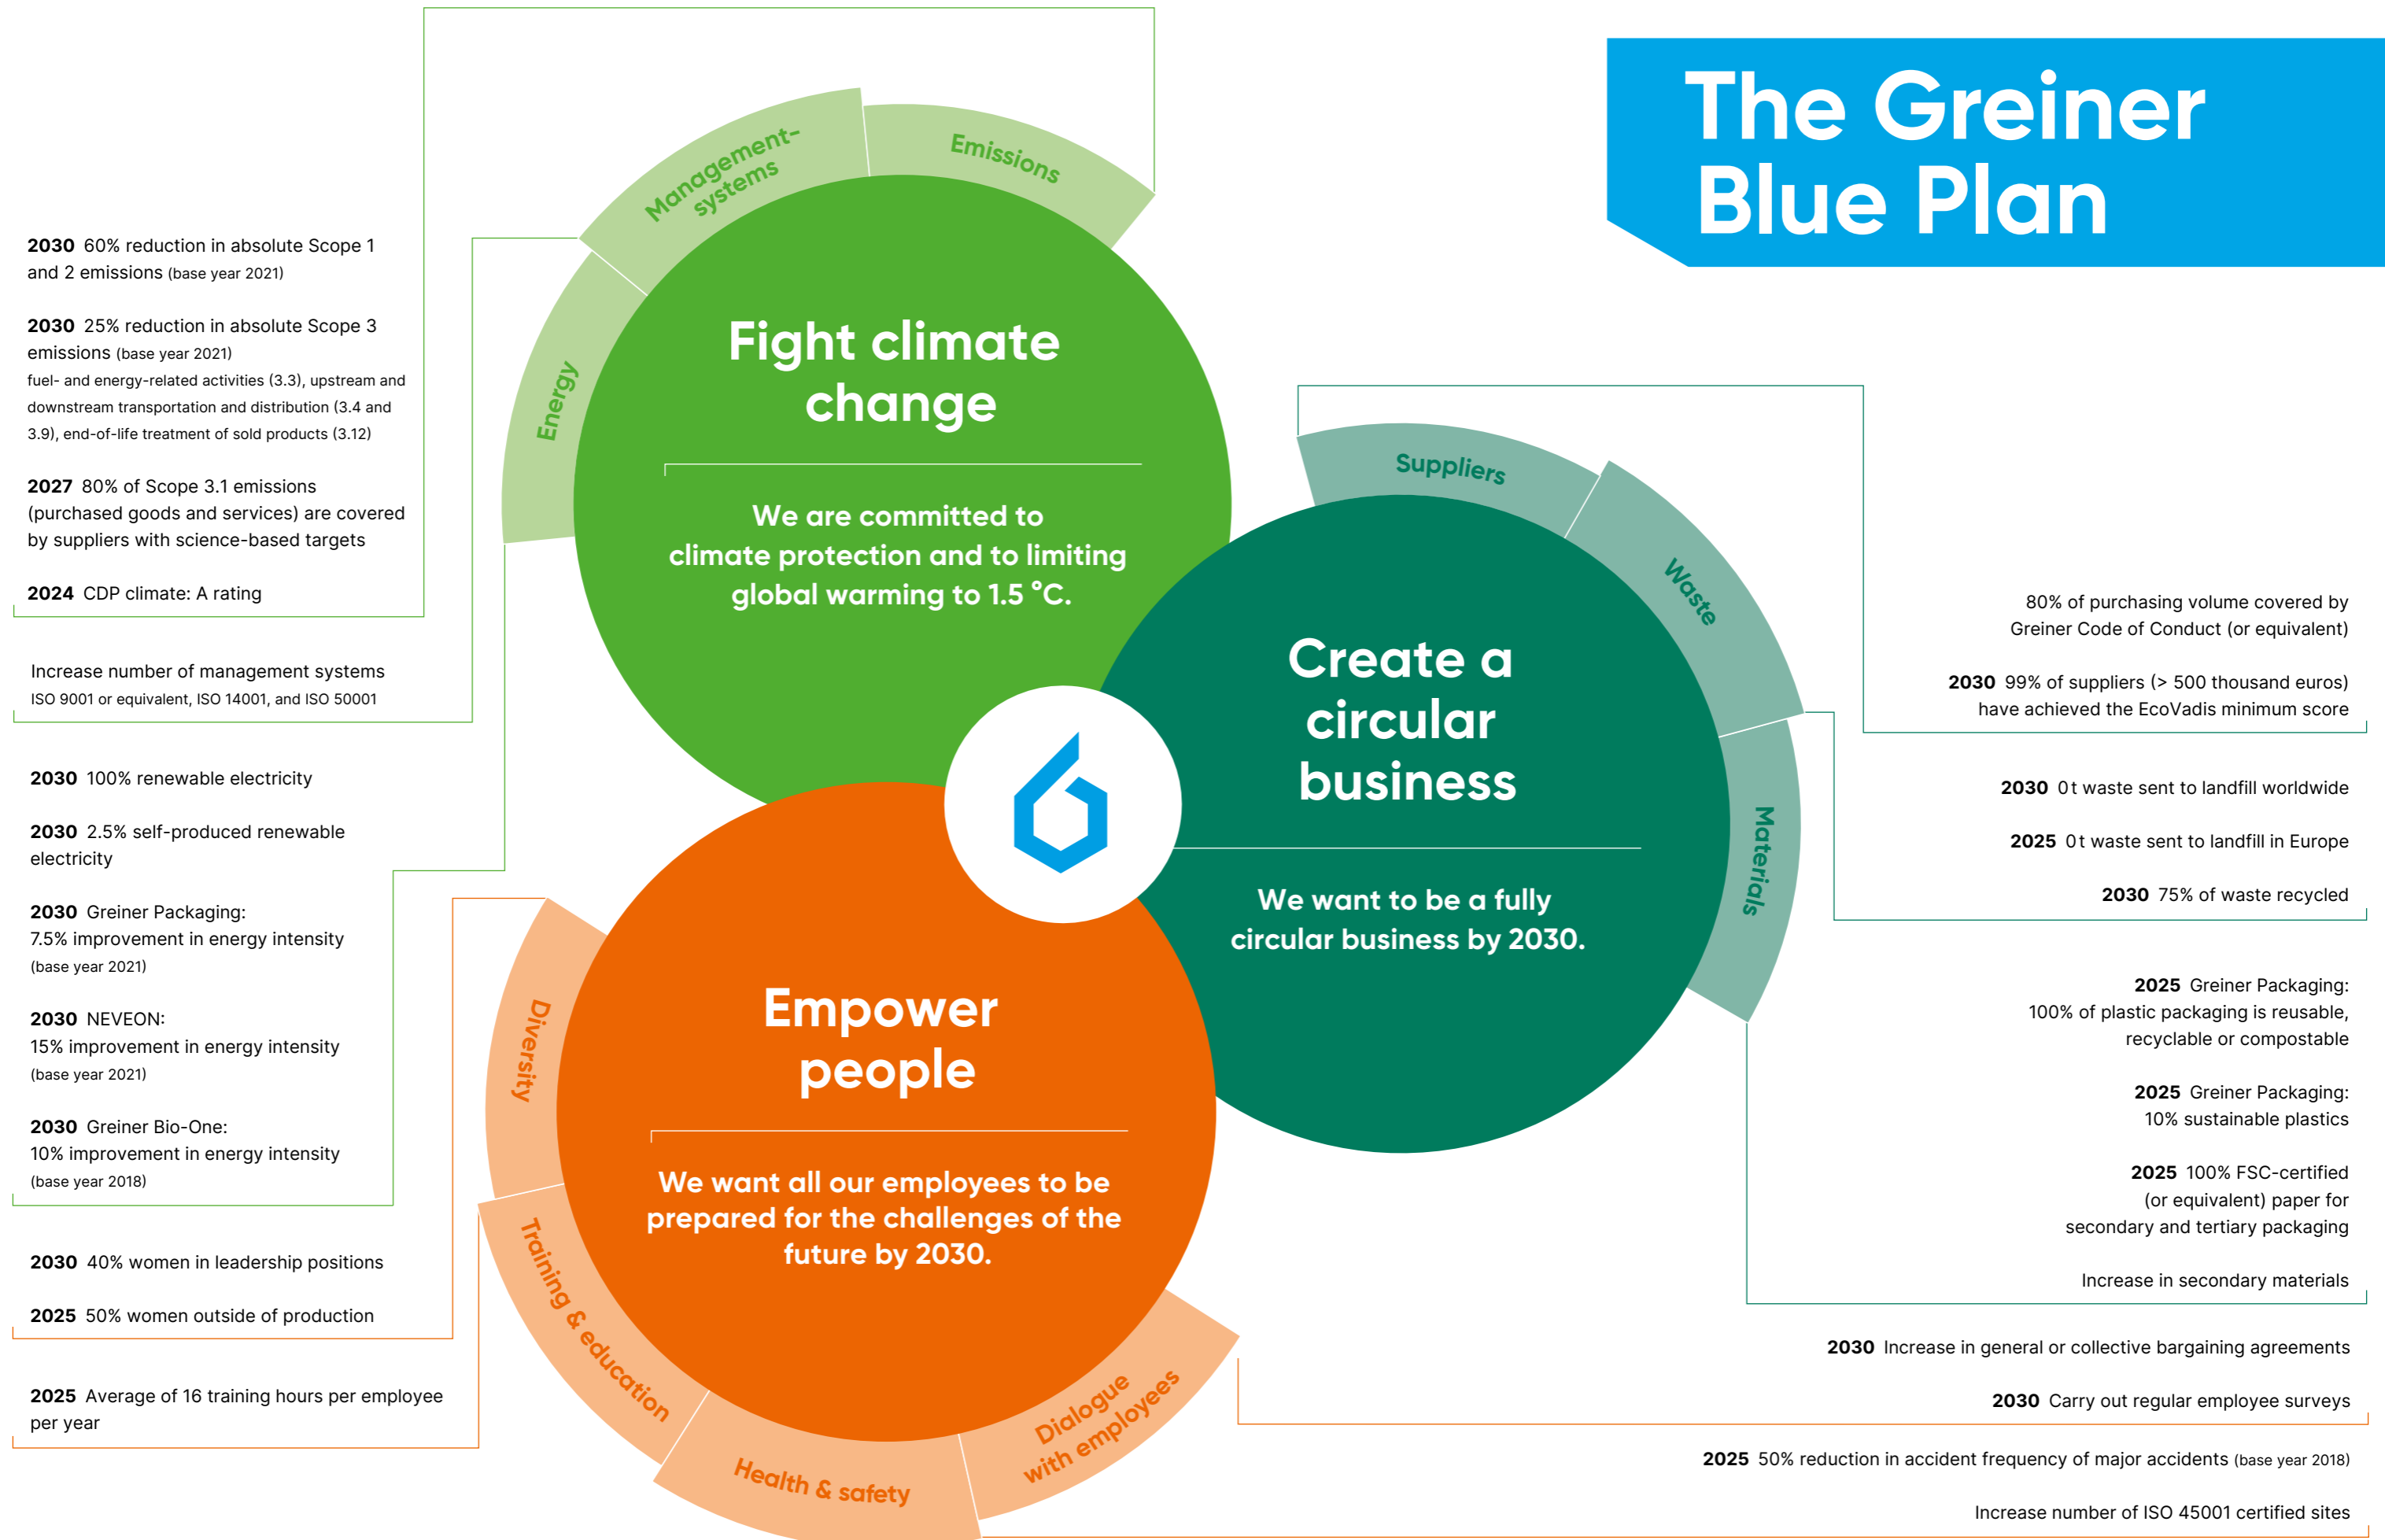 The Greiner
Blue Plan
Management-
systems
Emissions
Energy
Fight climate
change
We are committed to
climate protection and to limiting
global warming to 1.5 °C.
2030 60% reduction in absolute Scope 1
and 2 emissions (base year 2021)
2030 25% reduction in absolute Scope 3
emissions (base year 2021)
fuel- and energy-related activities (3.3), upstream and
downstream transportation and distribution (3.4 and
3.9), end-of-life treatment of sold products (3.12)
2027 80% of Scope 3.1 emissions
(purchased goods and services) are covered
by suppliers with science-based targets
2024 CDP climate: A rating
Increase number of management systems
ISO 9001 or equivalent, ISO 14001, and ISO 50001
2030 100% renewable electricity
2030 2.5% self-produced renewable
electricity
2030 Greiner Packaging:
7.5% improvement in energy intensity
(base year 2021)
2030 NEVEON:
15% improvement in energy intensity
(base year 2021)
2030 Greiner Bio-One:
10% improvement in energy intensity
(base year 2018)
Suppliers
Waste
Materials
Create a
circular
business
We want to be a fully
circular business by 2030.
80% of purchasing volume covered by
Greiner Code of Conduct (or equivalent)
2030 99% of suppliers (> 500 thousand euros)
have achieved the EcoVadis minimum score
2030 0 t waste sent to landfill worldwide
2025 0 t waste sent to landfill in Europe
2030 75% of waste recycled
2025 Greiner Packaging:
100% of plastic packaging is reusable,
recyclable or compostable
2025 Greiner Packaging:
10% sustainable plastics
2025 100% FSC-certified
(or equivalent) paper for
secondary and tertiary packaging
Increase in secondary materials
Diversity
Training & education
Health & safety
Dialogue
with employees
Empower
people
We want all our employees to be
prepared for the challenges of the
future by 2030.
2030 40% women in leadership positions
2025 50% women outside of production
2025 Average of 16 training hours per employee
per year
2030 Increase in general or collective bargaining agreements
2030 Carry out regular employee surveys
2025 50% reduction in accident frequency of major accidents (base year 2018)
Increase number of ISO 45001 certified sites